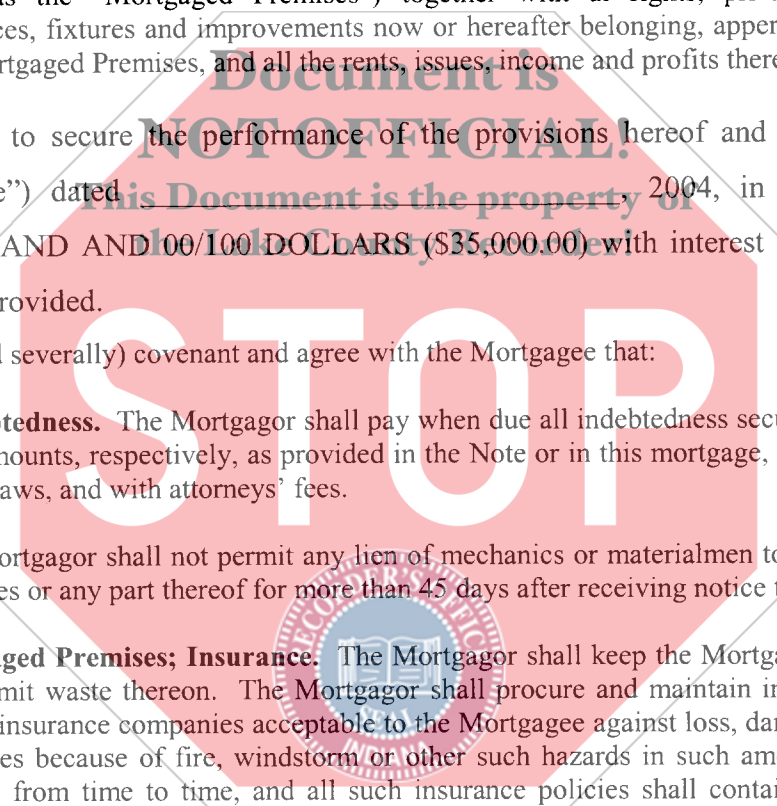 as the "Mortgaged Premises") together with all rights,
ces, fixtures and improvements now or hereafter belonging, apper
rtgaged Premises, and all the rents, issues, income and profits there
Document is
to secure the performance of the provisions hereof and
NOT OFFICIAL!
e") dated ____________________, 2004, in
This Document is the property of
AND AND 00/100 DOLLARS ($35,000.00) with interest
the Lake County Recorder!
rovided.
STOP
l severally) covenant and agree with the Mortgagee that:
tedness. The Mortgagor shall pay when due all indebtedness secu
mounts, respectively, as provided in the Note or in this mortgage,
laws, and with attorneys' fees.
ortgagor shall not permit any lien of mechanics or materialmen to
es or any part thereof for more than 45 days after receiving notice t
RECORDER'S OFFICE
SEAL
INDIANA
ged Premises; Insurance. The Mortgagor shall keep the Mortga
mit waste thereon. The Mortgagor shall procure and maintain in
insurance companies acceptable to the Mortgagee against loss, dam
es because of fire, windstorm or other such hazards in such am
from time to time, and all such insurance policies shall contai